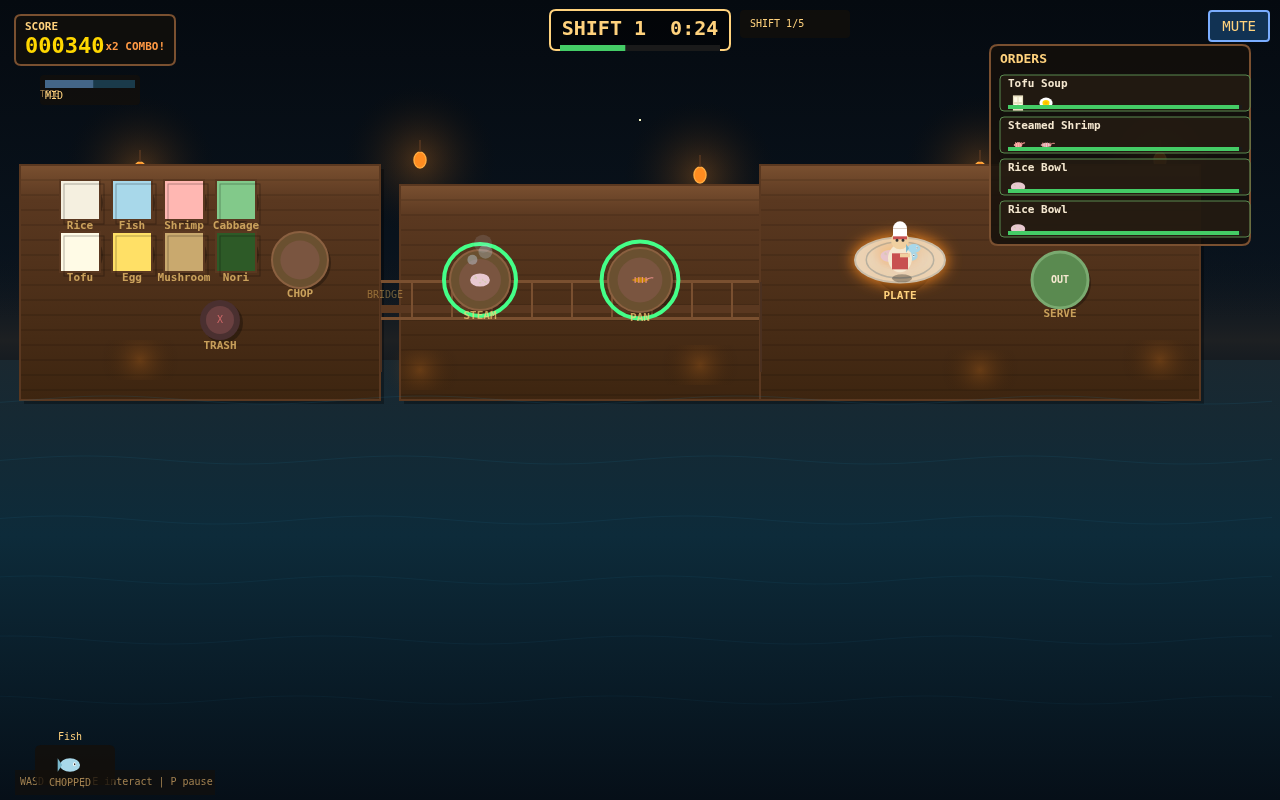 SCORE
000340 x2 COMBO!
SHIFT 1 0:24
SHIFT 1/5
MUTE
MID
ORDERS
Tofu Soup
Steamed Shrimp
Rice Bowl
Rice Bowl
Rice Fish Shrimp Cabbage
Tofu Egg Mushroom Nori
CHOP
X
TRASH
BRIDGE
STEAM
PAN
PLATE
OUT
SERVE
Fish
CHOPPED
interact | P pause